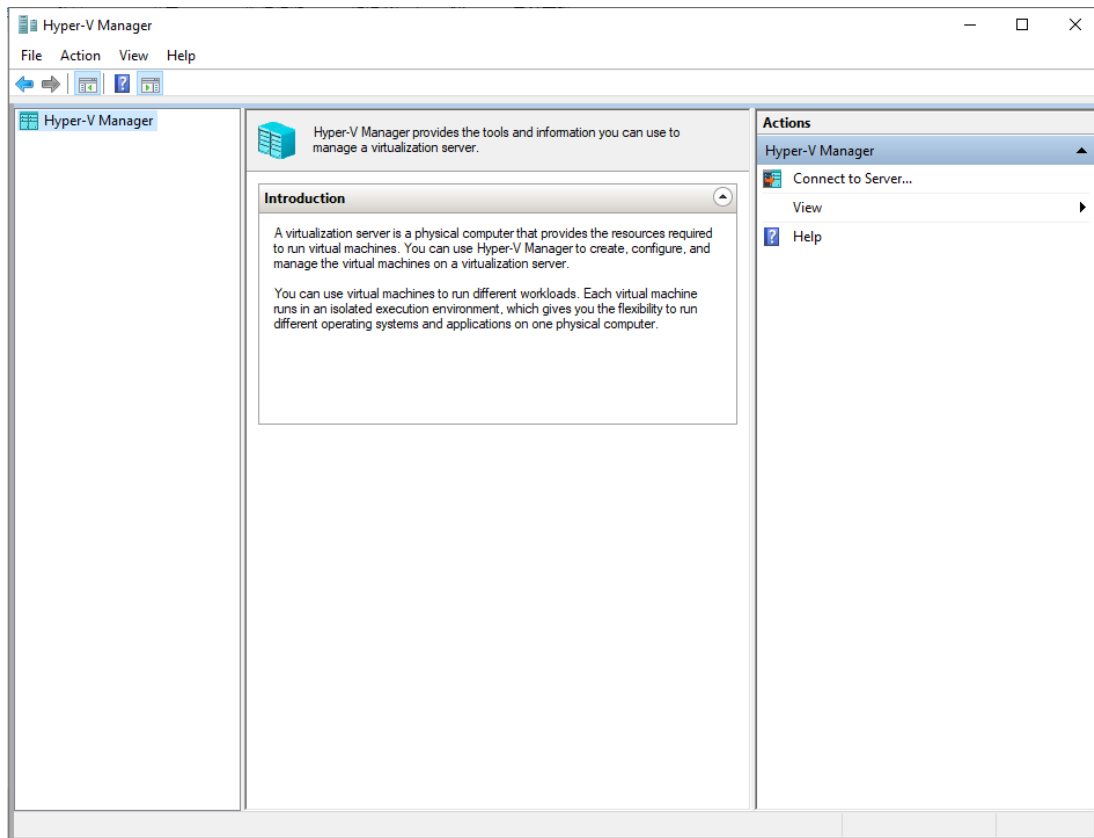 Hyper-V Manager
File Action View Help
Hyper-V Manager
Hyper-V Manager provides the tools and information you can use to
manage a virtualization server.
Introduction
A virtualization server is a physical computer that provides the resources required
to run virtual machines. You can use Hyper-V Manager to create, configure, and
manage the virtual machines on a virtualization server.
You can use virtual machines to run different workloads. Each virtual machine
runs in an isolated execution environment, which gives you the flexibility to run
different operating systems and applications on one physical computer.
Actions
Hyper-V Manager
Connect to Server...
View
Help